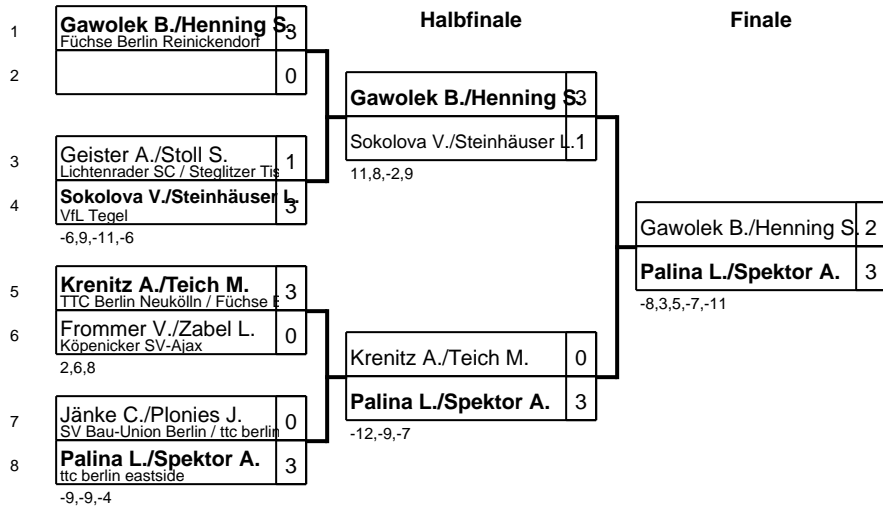 Halbfinale
Finale
1
Gawolek B./Henning S.
3
Füchse Berlin Reinickendorf
2
0
3
Geister A./Stoll S.
1
Lichtenrader SC / Steglitzer Tis
4
Sokolova V./Steinhäuser L.
3
VfL Tegel
-6,9,-11,-6
5
Krenitz A./Teich M.
3
TTC Berlin Neukölln / Füchse B
6
Frommer V./Zabel L.
0
Köpenicker SV-Ajax
2,6,8
7
Jänke C./Plonies J.
0
SV Bau-Union Berlin / ttc berlin
8
Palina L./Spektor A.
3
ttc berlin eastside
-9,-9,-4
Gawolek B./Henning S.
3
Sokolova V./Steinhäuser L.
1
11,8,-2,9
Krenitz A./Teich M.
0
Palina L./Spektor A.
3
-12,-9,-7
Gawolek B./Henning S.
2
Palina L./Spektor A.
3
-8,3,5,-7,-11